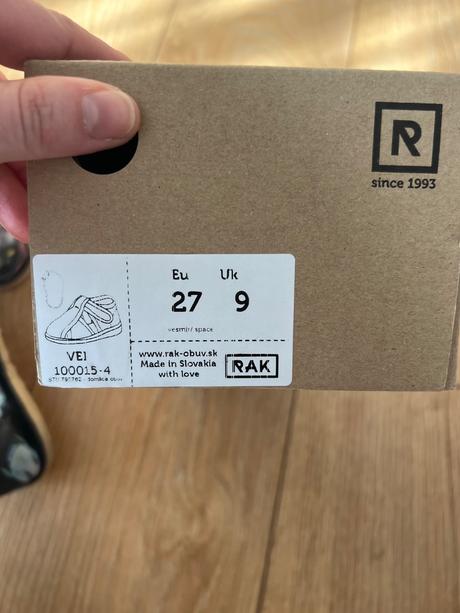 R
since 1993
Eu Uk
27 9
vesmír/ space
VEI
100015-4
www.rak-obuv.sk
Made in Slovakia
with love
RAK